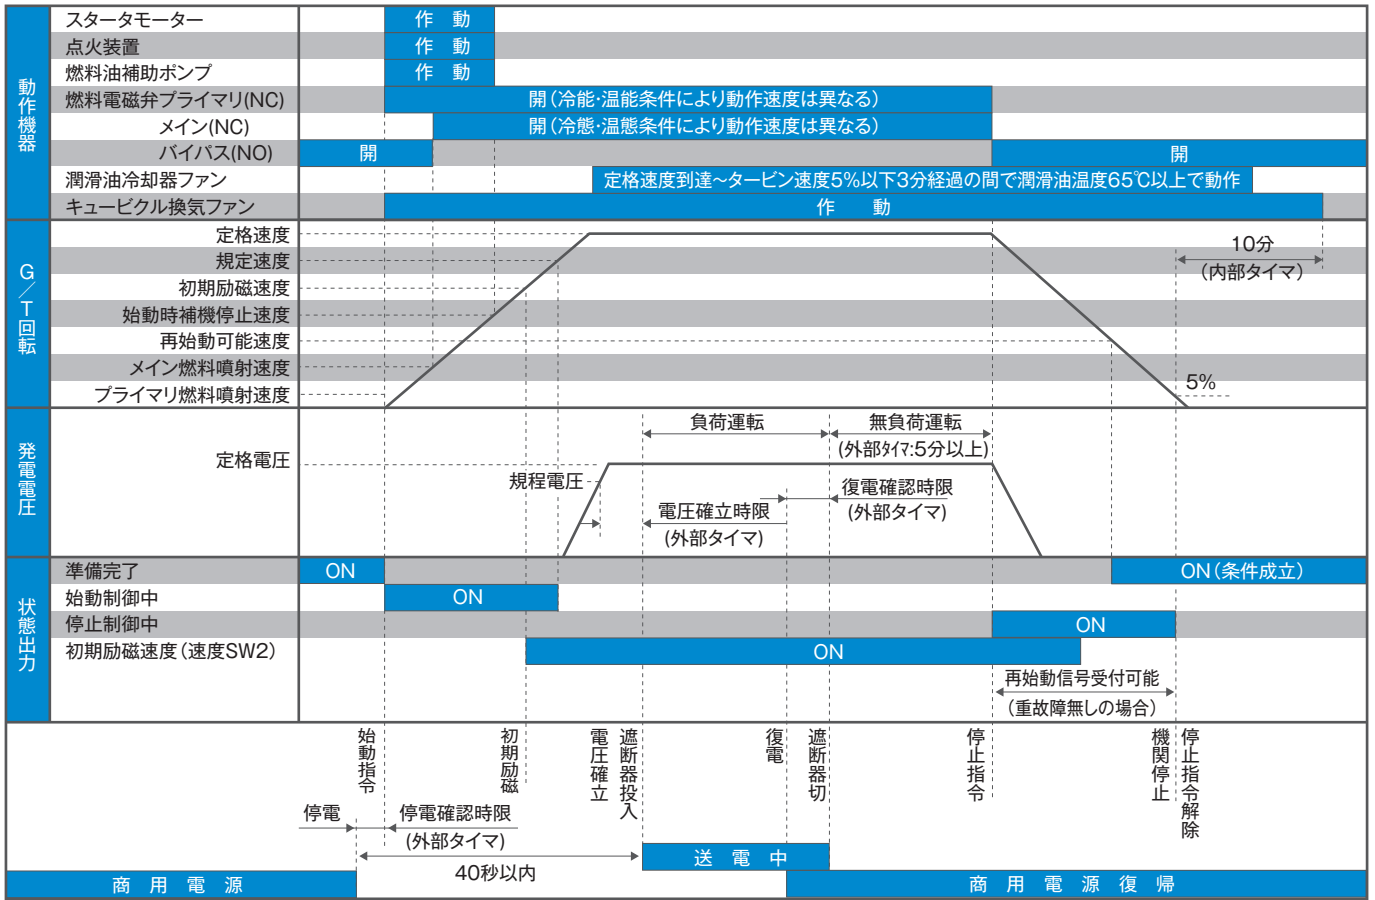 動作機器
スタータモーター
作 動
点火装置
作 動
燃料油補助ポンプ
作 動
燃料電磁弁プライマリ(NC)
開(冷能·温能条件により動作速度は異なる)
メイン(NC)
開(冷態·温態条件により動作速度は異なる)
バイパス(NO)
開
開
潤滑油冷却器ファン
定格速度到達~タービン速度5%以下3分経過の間で潤滑油温度65℃以上で動作
キュービクル換気ファン
作 動
G/T回転
定格速度
規定速度
初期励磁速度
始動時補機停止速度
再始動可能速度
メイン燃料噴射速度
プライマリ燃料噴射速度
10分
(内部タイマ)
5%
発電電圧
定格電圧
規程電圧
負荷運転
無負荷運転
(外部ﾀｲﾏ:5分以上)
復電確認時限
(外部タイマ)
電圧確立時限
(外部タイマ)
状態出力
準備完了
ON
ON(条件成立)
始動制御中
ON
停止制御中
ON
初期励磁速度(速度SW2)
ON
再始動信号受付可能
(重故障無しの場合)
始動指令
初期励磁
電圧確立
遮断器投入
復電
遮断器切
停止指令
機関停止
停止指令解除
停電
停電確認時限
(外部タイマ)
40秒以内
送 電 中
商 用 電 源
商 用 電 源 復 帰